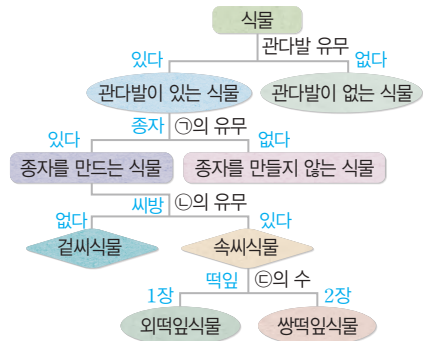 식물
관다발 유무
있다 없다
관다발이 있는 식물 관다발이 없는 식물
종자 ㉠의 유무
있다 없다
종자를 만드는 식물 종자를 만들지 않는 식물
씨방 ㉡의 유무
없다 있다
겉씨식물 속씨식물
떡잎 ㉢의 수
1장 2장
외떡잎식물 쌍떡잎식물